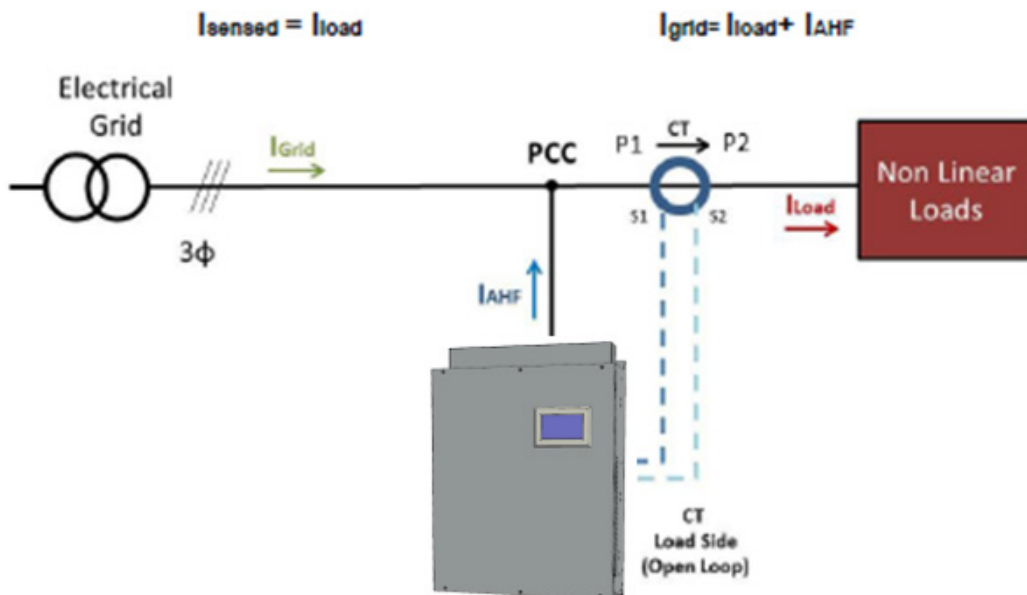 Isensed = Iload
Igrid= Iload+ IAHF
Electrical
Grid
IGrid
3ϕ
PCC
P1
CT
P2
S1
S2
ILoad
Non Linear
Loads
IAHF
CT
Load Side
(Open Loop)